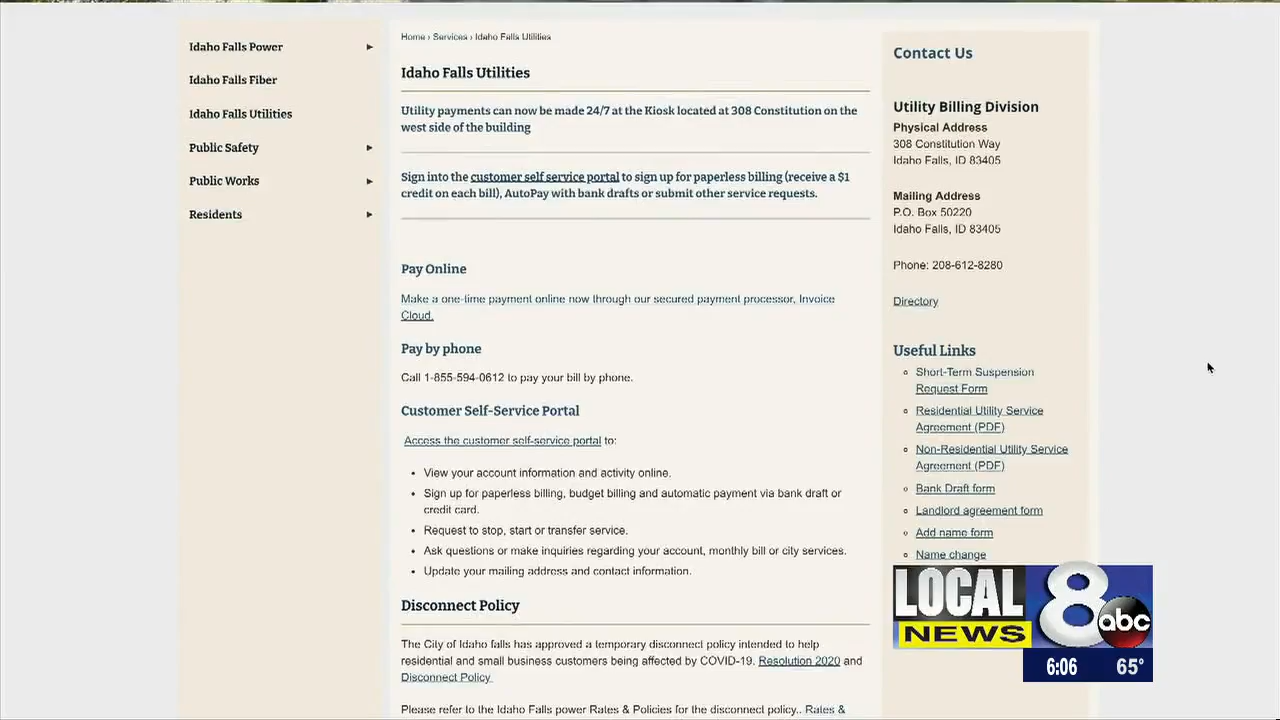 Idaho Falls Power
Idaho Falls Fiber
Idaho Falls Utilities
Public Safety
Public Works
Residents
Home › Services › Idaho Falls Utilities
Idaho Falls Utilities
Utility payments can now be made 24/7 at the Kiosk located at 308 Constitution on the
west side of the building
Sign into the customer self service portal to sign up for paperless billing (receive a $1
credit on each bill), AutoPay with bank drafts or submit other service requests.
Pay Online
Make a one-time payment online now through our secured payment processor, Invoice
Cloud.
Pay by phone
Call 1-855-594-0612 to pay your bill by phone.
Customer Self-Service Portal
Access the customer self-service portal to:
• View your account information and activity online.
• Sign up for paperless billing, budget billing and automatic payment via bank draft or
credit card.
• Request to stop, start or transfer service.
• Ask questions or make inquiries regarding your account, monthly bill or city services.
• Update your mailing address and contact information.
Disconnect Policy
The City of Idaho falls has approved a temporary disconnect policy intended to help
residential and small business customers being affected by COVID-19. Resolution 2020 and
Disconnect Policy
Please refer to the Idaho Falls power Rates & Policies for the disconnect policy.. Rates &
Contact Us
Utility Billing Division
Physical Address
308 Constitution Way
Idaho Falls, ID 83405
Mailing Address
P.O. Box 50220
Idaho Falls, ID 83405
Phone: 208-612-8280
Directory
Useful Links
Short-Term Suspension
Request Form
Residential Utility Service
Agreement (PDF)
Non-Residential Utility Service
Agreement (PDF)
Bank Draft form
Landlord agreement form
Add name form
Name change
LOCAL
NEWS
8
abc
6:06 65°